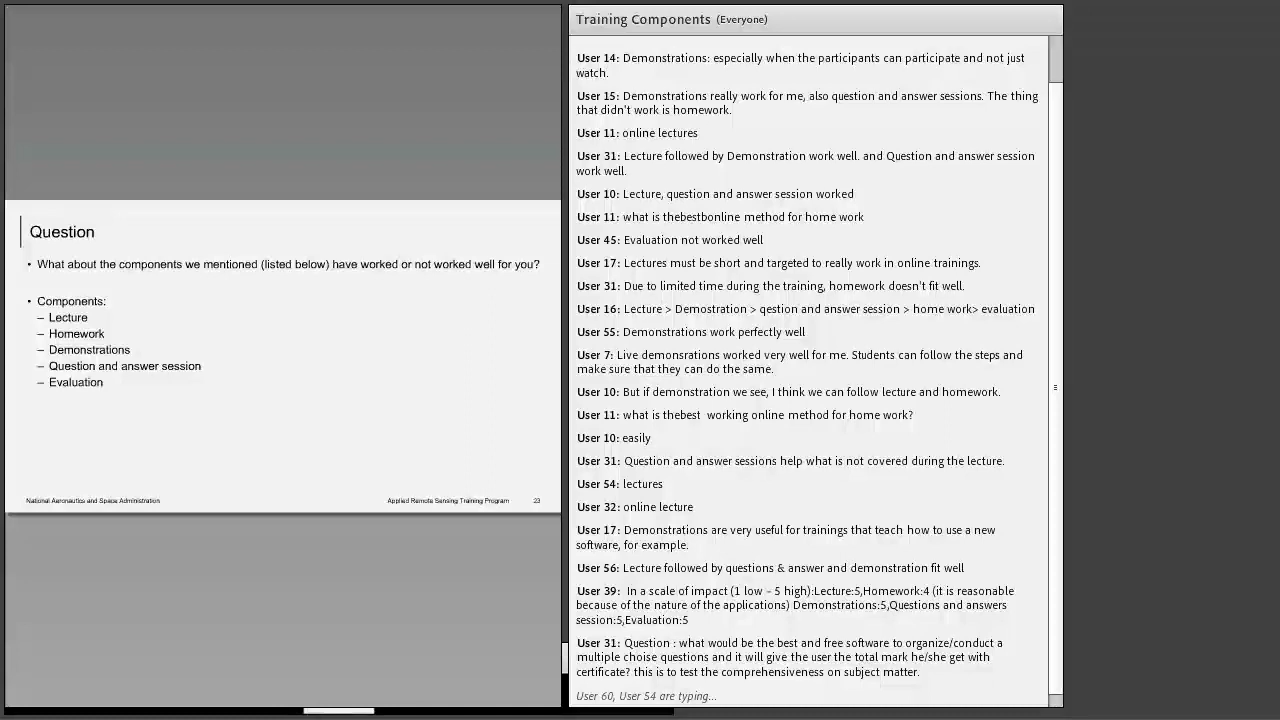 Question
• What about the components we mentioned (listed below) have worked or not worked well for you?
• Components:
– Lecture
– Homework
– Demonstrations
– Question and answer session
– Evaluation
National Aeronautics and Space Administration
Applied Remote Sensing Training Program
23
Training Components (Everyone)
User 14: Demonstrations: especially when the participants can participate and not just
watch.
User 15: Demonstrations really work for me, also question and answer sessions. The thing
that didn't work is homework.
User 11: online lectures
User 31: Lecture followed by Demonstration work well. and Question and answer session
work well.
User 10: Lecture, question and answer session worked
User 11: what is thebestbonline method for home work
User 45: Evaluation not worked well
User 17: Lectures must be short and targeted to really work in online trainings.
User 31: Due to limited time during the training, homework doesn't fit well.
User 16: Lecture > Demostration > qestion and answer session > home work> evaluation
User 55: Demonstrations work perfectly well
User 7: Live demonsrations worked very well for me. Students can follow the steps and
make sure that they can do the same.
User 10: But if demonstration we see, I think we can follow lecture and homework.
User 11: what is thebest working online method for home work?
User 10: easily
User 31: Question and answer sessions help what is not covered during the lecture.
User 54: lectures
User 32: online lecture
User 17: Demonstrations are very useful for trainings that teach how to use a new
software, for example.
User 56: Lecture followed by questions & answer and demonstration fit well
User 39: In a scale of impact (1 low – 5 high):Lecture:5,Homework:4 (it is reasonable
because of the nature of the applications) Demonstrations:5,Questions and answers
session:5,Evaluation:5
User 31: Question : what would be the best and free software to organize/conduct a
multiple choise questions and it will give the user the total mark he/she get with
certificate? this is to test the comprehensiveness on subject matter.
User 60, User 54 are typing...